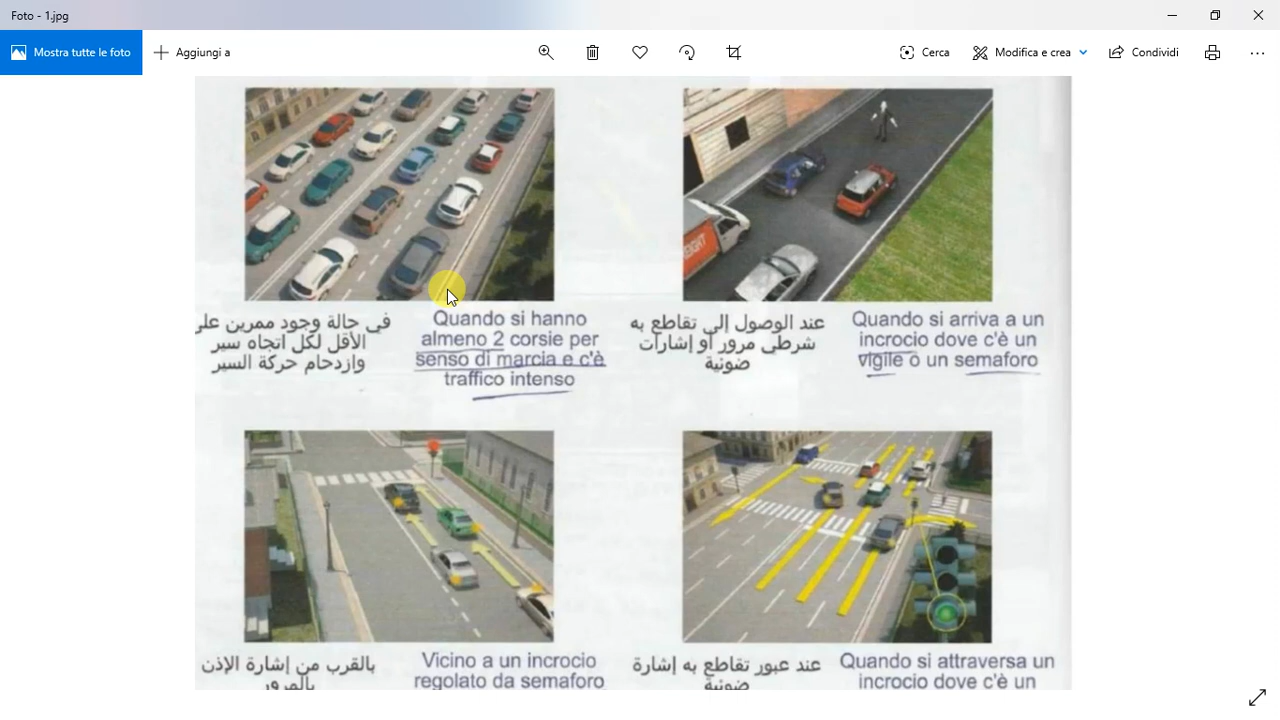 Foto - 1.jpg
Mostra tutte le foto
Aggiungi a
Cerca
Modifica e crea
Condividi
EIGHT
في حالة وجود ممرين على
الأقل لكل اتجاه سير
وازدحام حركة السير
Quando si hanno
almeno 2 corsie per
senso di marcia e c'è
traffico intenso
عند الوصول إلى تقاطع به
شرطي مرور أو إشارات
ضوئية
Quando si arriva a un
incrocio dove c'è un
vigile o un semaforo
بالقرب من إشارة الإذن
بالمرور
Vicino a un incrocio
regolato da semaforo
عند عبور تقاطع به إشارة
ضوئية
Quando si attraversa un
incrocio dove c'è un